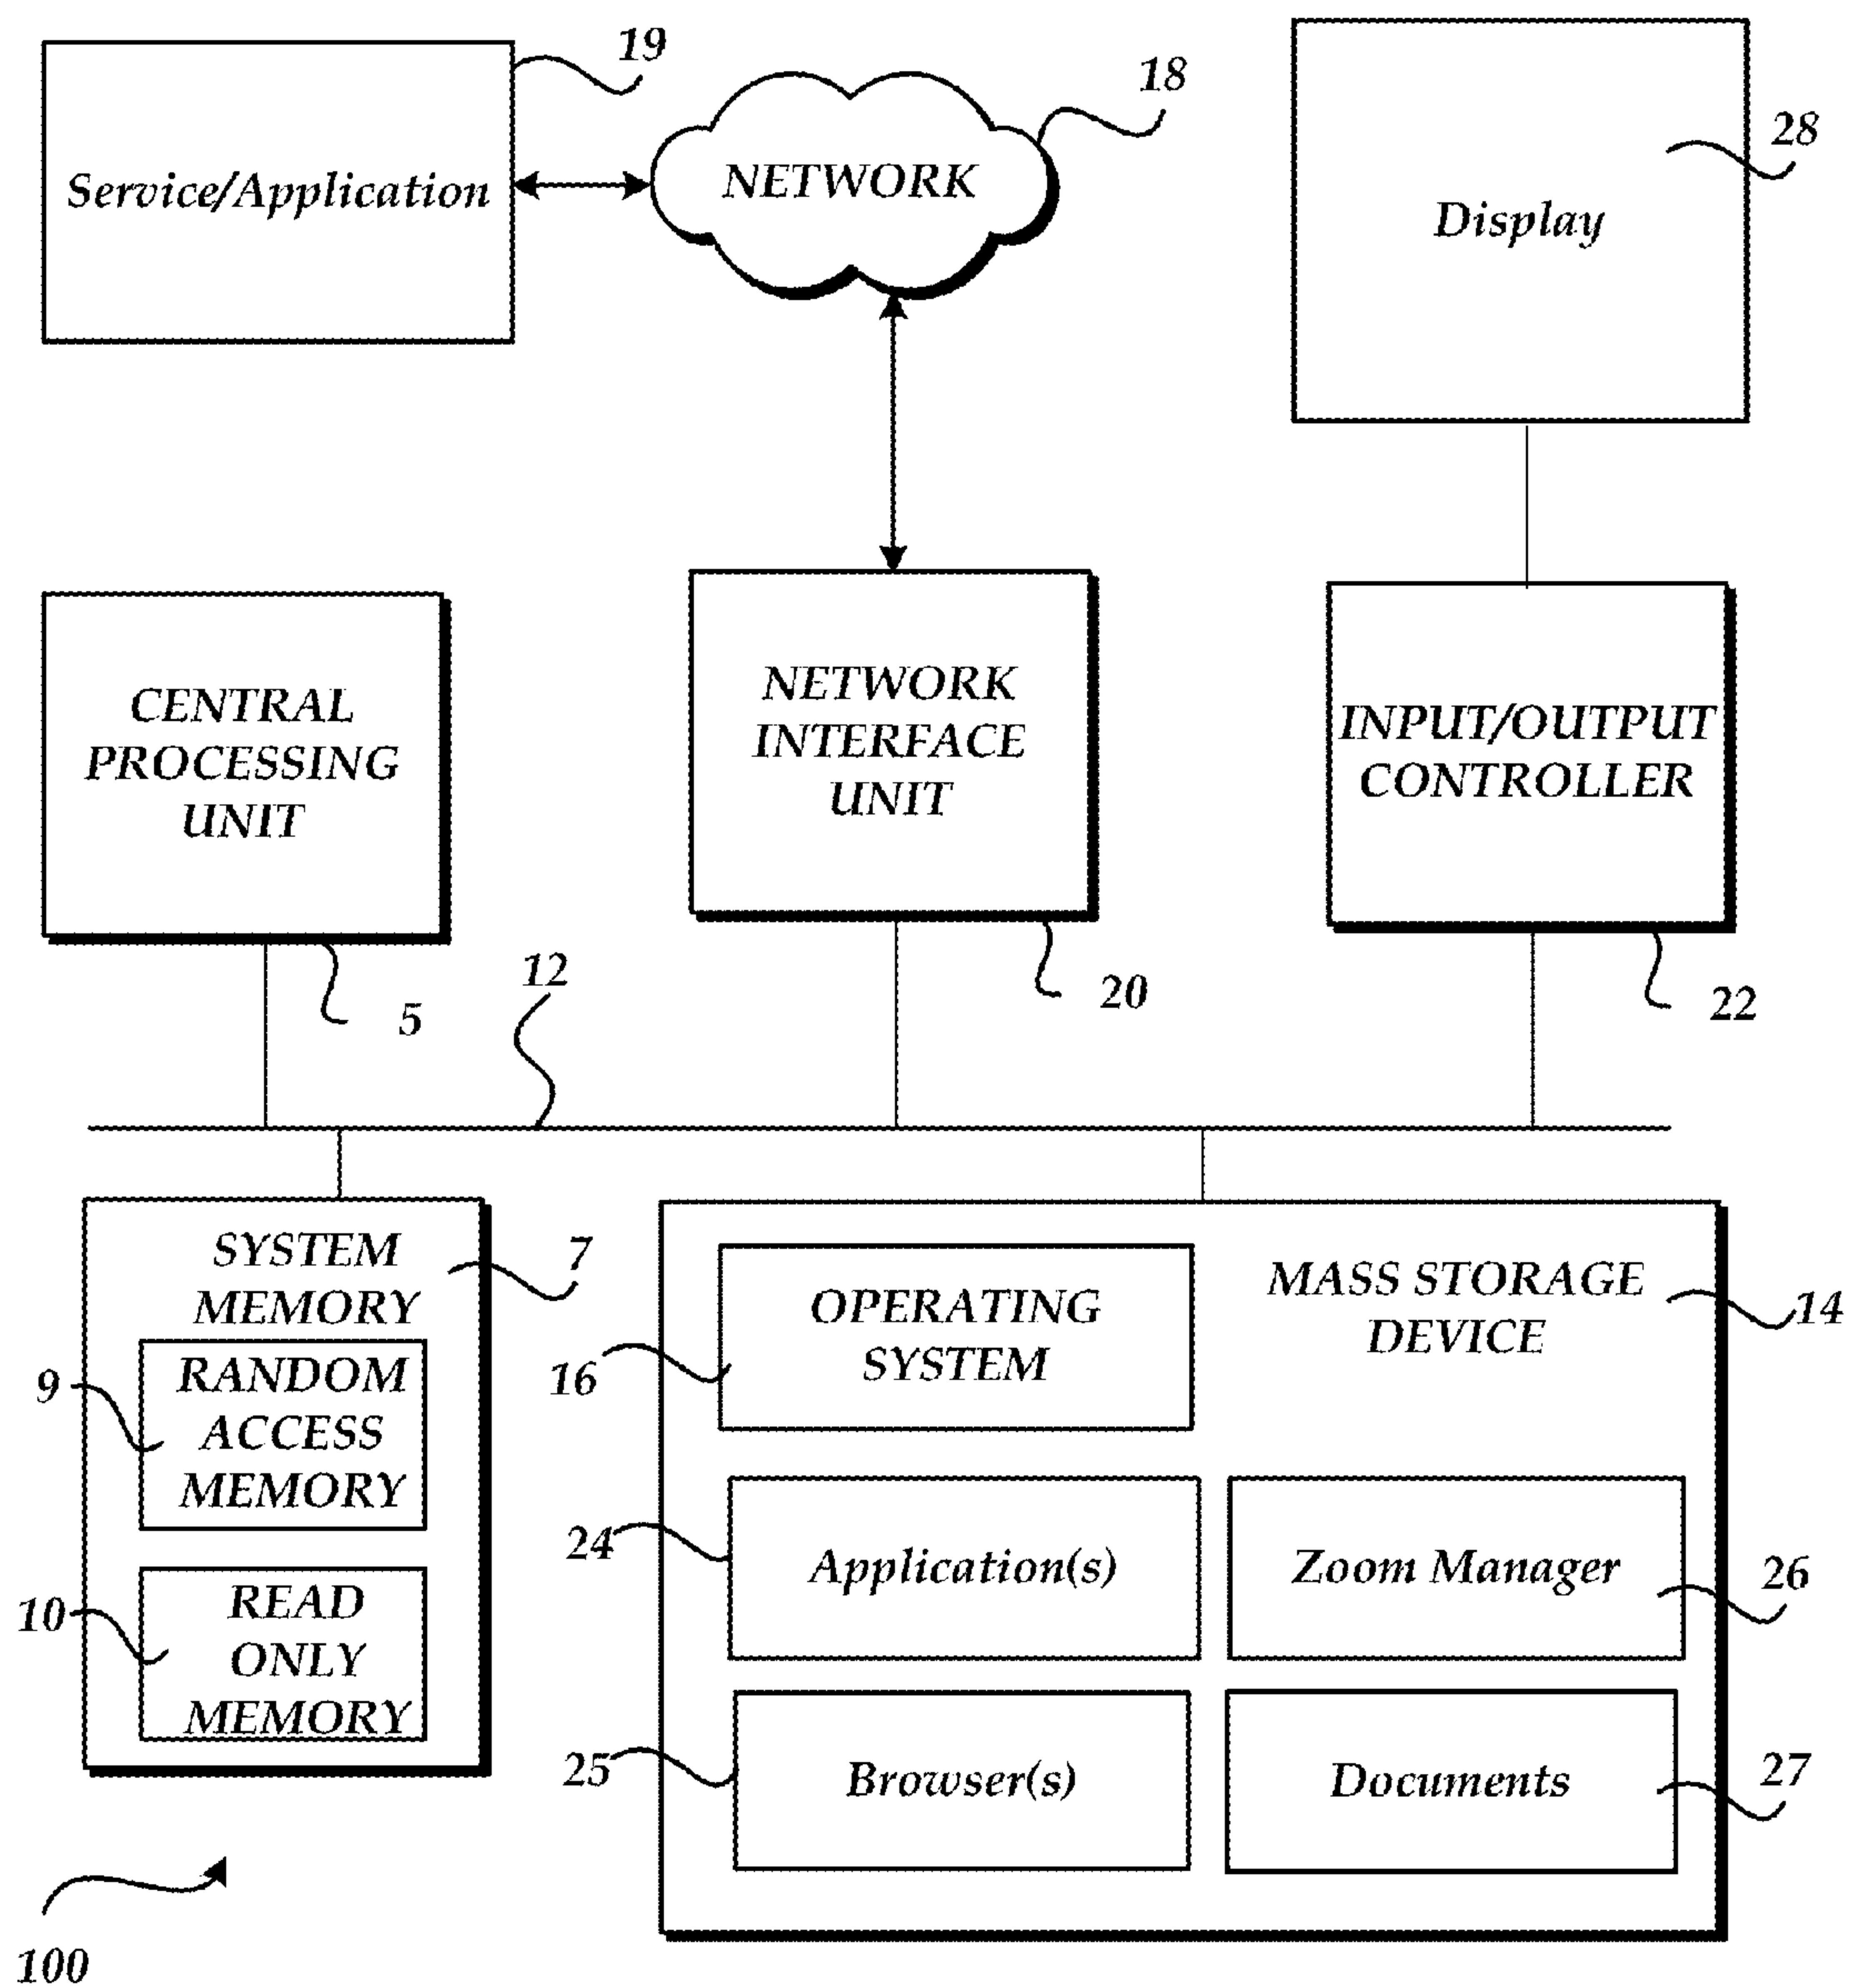 19
18
28
Service/Application
NETWORK
Display
CENTRAL
PROCESSING
UNIT
NETWORK
INTERFACE
UNIT
INPUT/OUTPUT
CONTROLLER
12
5
20
22
SYSTEM
MEMORY
7
9
RANDOM
ACCESS
MEMORY
10
READ
ONLY
MEMORY
OPERATING
SYSTEM
16
MASS STORAGE
DEVICE
14
24
Application(s)
Zoom Manager
26
25
Browser(s)
Documents
27
100